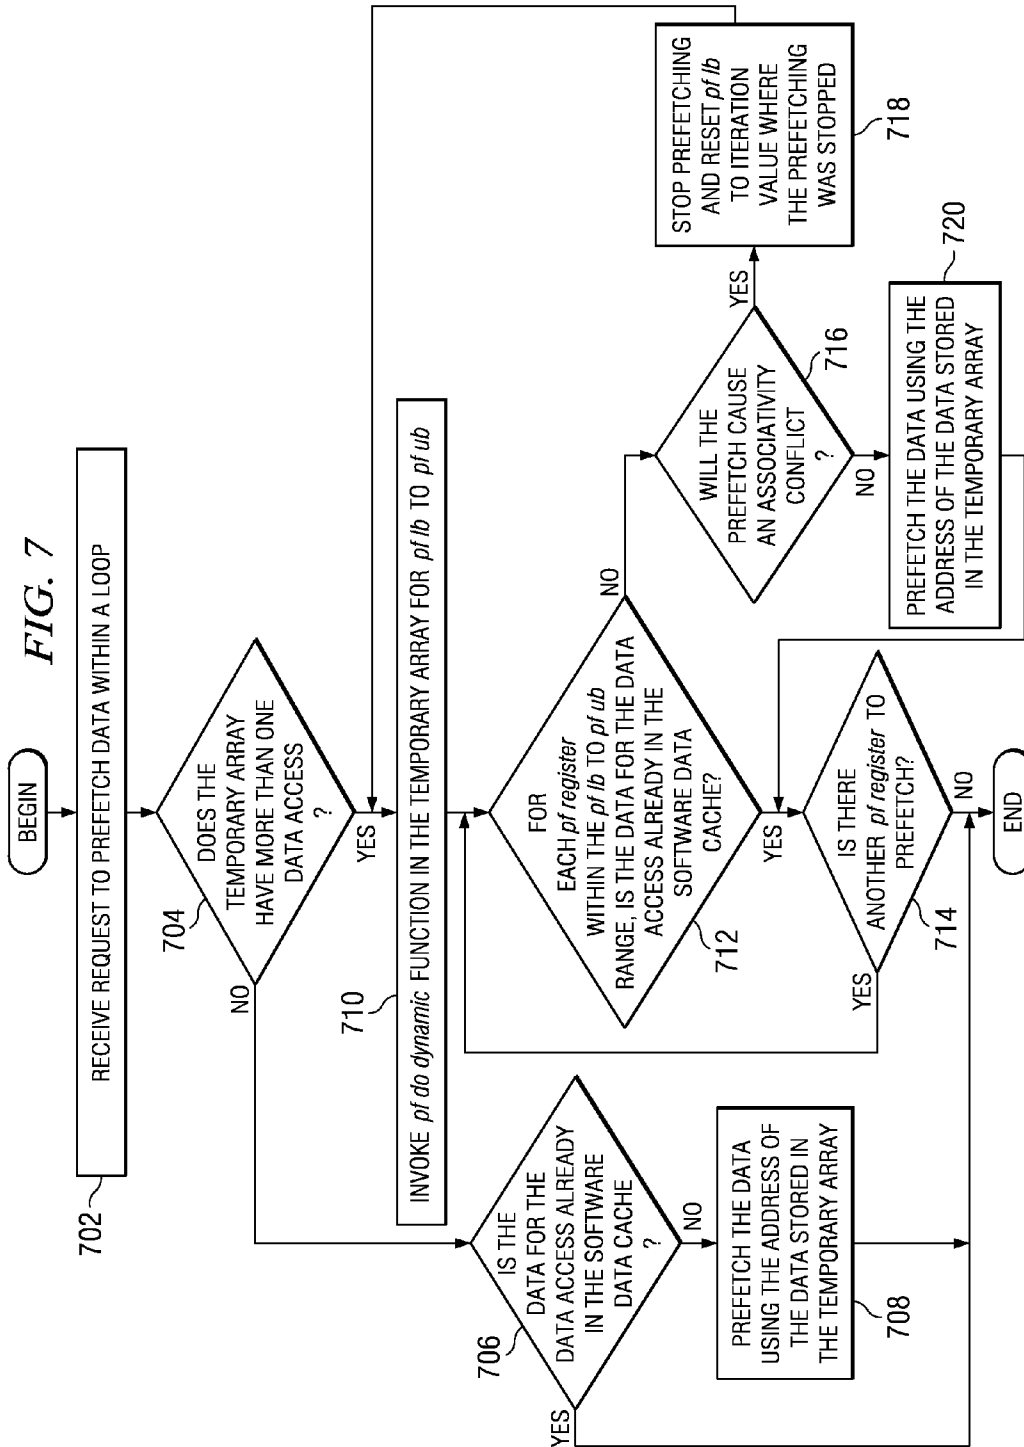 FIG. 7
BEGIN
RECEIVE REQUEST TO PREFETCH DATA WITHIN A LOOP
702
DOES THE
TEMPORARY ARRAY
HAVE MORE THAN ONE
DATA ACCESS
?
704
NO
YES
INVOKE pf do dynamic FUNCTION IN THE TEMPORARY ARRAY FOR pf lb TO pf ub
710
IS THE
DATA FOR THE
DATA ACCESS ALREADY
IN THE SOFTWARE
DATA CACHE
?
706
YES
NO
PREFETCH THE DATA
USING THE ADDRESS OF
THE DATA STORED IN
THE TEMPORARY ARRAY
708
FOR
EACH pf register
WITHIN THE pf lb TO pf ub
RANGE, IS THE DATA FOR THE DATA
ACCESS ALREADY IN THE
SOFTWARE DATA
CACHE?
712
NO
YES
IS THERE
ANOTHER pf register TO
PREFETCH?
714
YES
NO
WILL THE
PREFETCH CAUSE
AN ASSOCIATIVITY
CONFLICT
?
716
YES
NO
STOP PREFETCHING
AND RESET pf lb
TO ITERATION
VALUE WHERE
THE PREFETCHING
WAS STOPPED
718
PREFETCH THE DATA USING THE
ADDRESS OF THE DATA STORED
IN THE TEMPORARY ARRAY
720
END